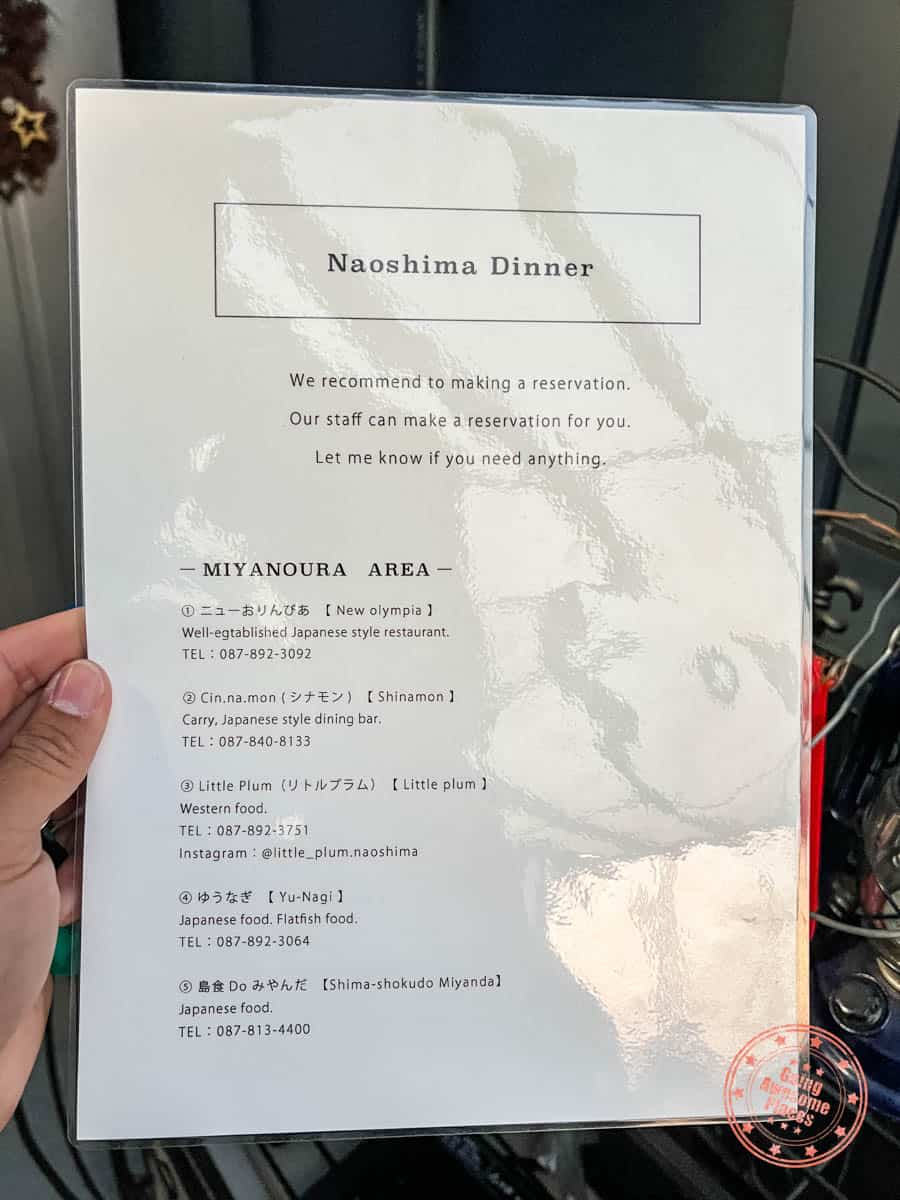 Naoshima Dinner
We recommend to making a reservation.
Our staff can make a reservation for you.
Let me know if you need anything.
— MIYANOURA AREA —
① ニューおりんぴあ 【 New olympia 】
Well-egtablished Japanese style restaurant.
TEL：087-892-3092
② Cin.na.mon ( シナモン ) 【 Shinamon 】
Carry, Japanese style dining bar.
TEL：087-840-8133
③ Little Plum（リトルプラム）【 Little plum 】
Western food.
TEL：087-892-3751
Instagram：@little_plum.naoshima
④ ゆうなぎ 【 Yu-Nagi 】
Japanese food. Flatfish food.
TEL：087-892-3064
⑤ 島食 Do みやんだ 【Shima-shokudo Miyanda】
Japanese food.
TEL：087-813-4400
Going
Awesome
Places